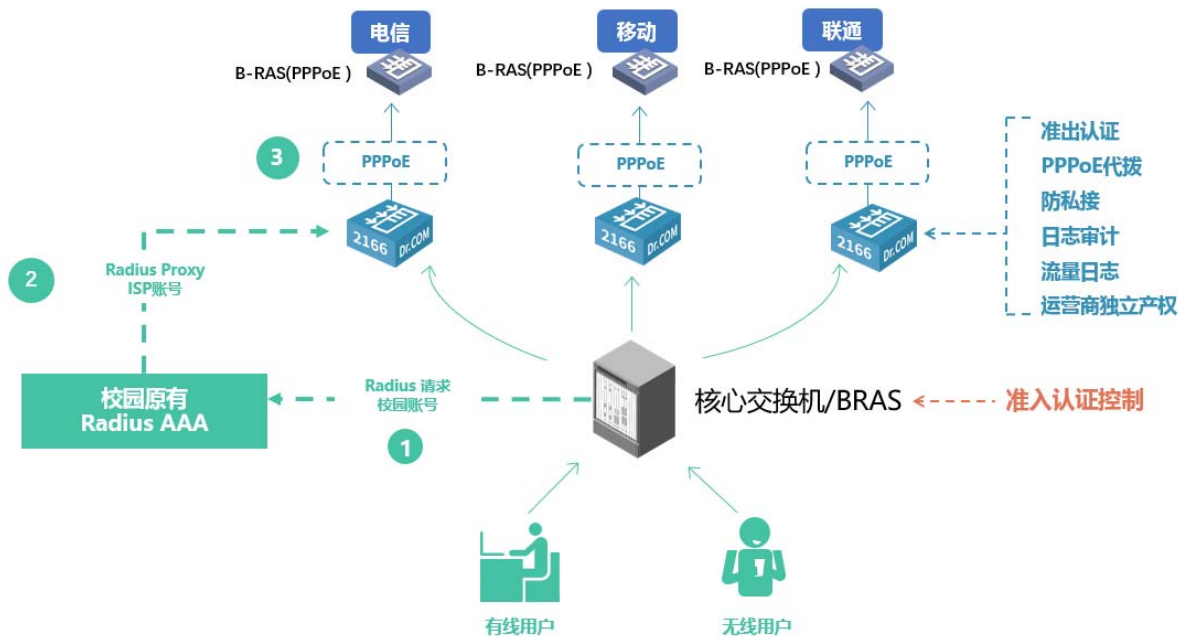 电信
移动
联通
B-RAS(PPPoE )
B-RAS(PPPoE )
B-RAS(PPPoE )
3
PPPoE
PPPoE
PPPoE
准出认证
PPPoE代拨
防私接
日志审计
流量日志
运营商独立产权
2166 Dr.COM
2166 Dr.COM
2166 Dr.COM
2
Radius Proxy
ISP账号
校园原有
Radius AAA
Radius 请求
校园账号
1
核心交换机/BRAS
准入认证控制
有线用户
无线用户